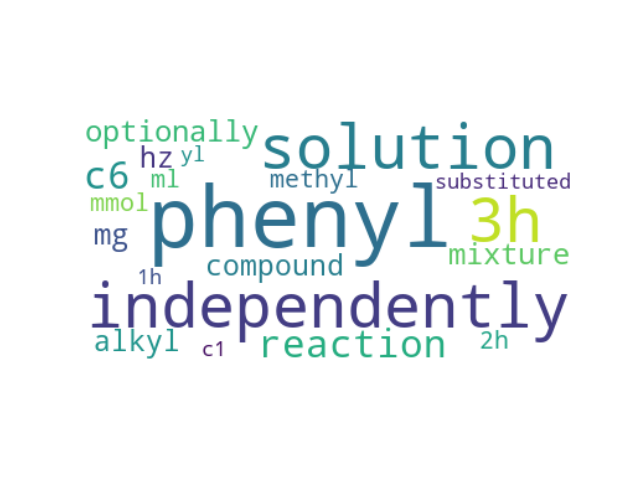 optionally
solution
hz
yl
c6
ml
methyl
substituted
mmol
phenyl
3h
mg
mixture
compound
1h
independently
alkyl
c1
reaction
2h